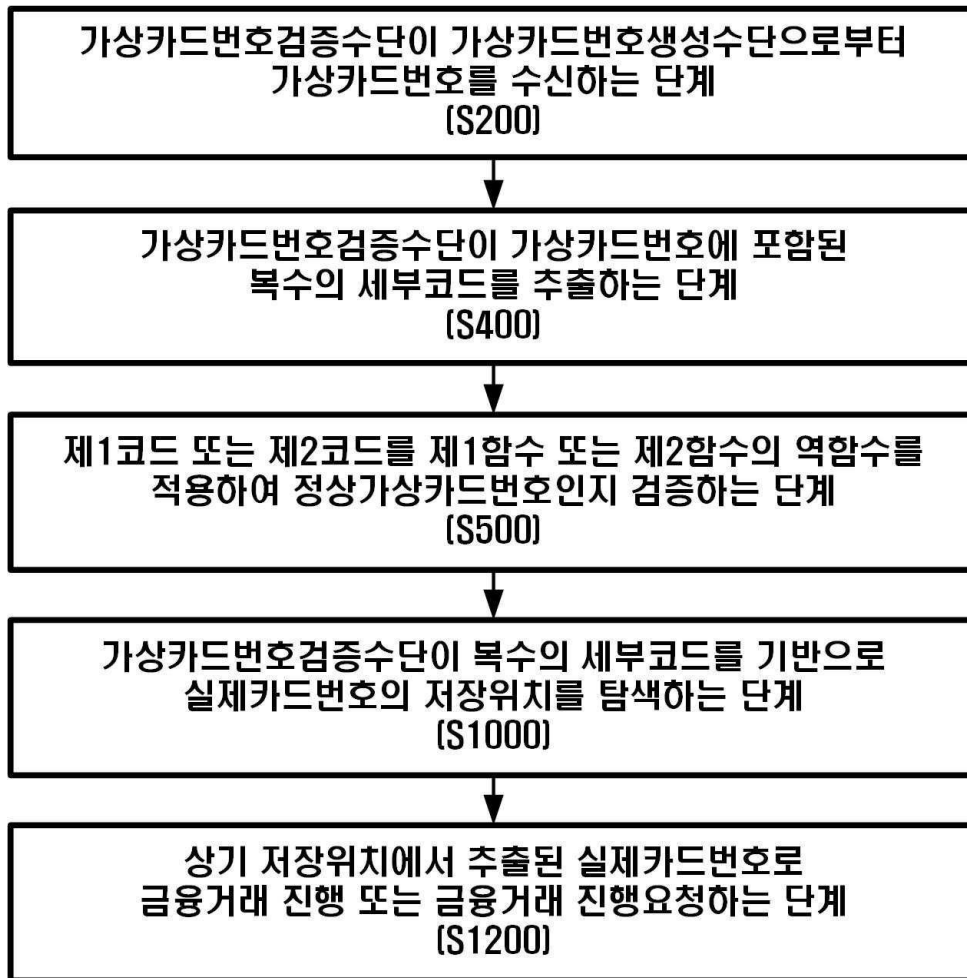 가상카드번호검증수단이 가상카드번호생성수단으로부터
가상카드번호를 수신하는 단계
(S200)
가상카드번호검증수단이 가상카드번호에 포함된
복수의 세부코드를 추출하는 단계
(S400)
제1코드 또는 제2코드를 제1함수 또는 제2함수의 역함수를
적용하여 정상가상카드번호인지 검증하는 단계
(S500)
가상카드번호검증수단이 복수의 세부코드를 기반으로
실제카드번호의 저장위치를 탐색하는 단계
(S1000)
상기 저장위치에서 추출된 실제카드번호로
금융거래 진행 또는 금융거래 진행요청하는 단계
(S1200)